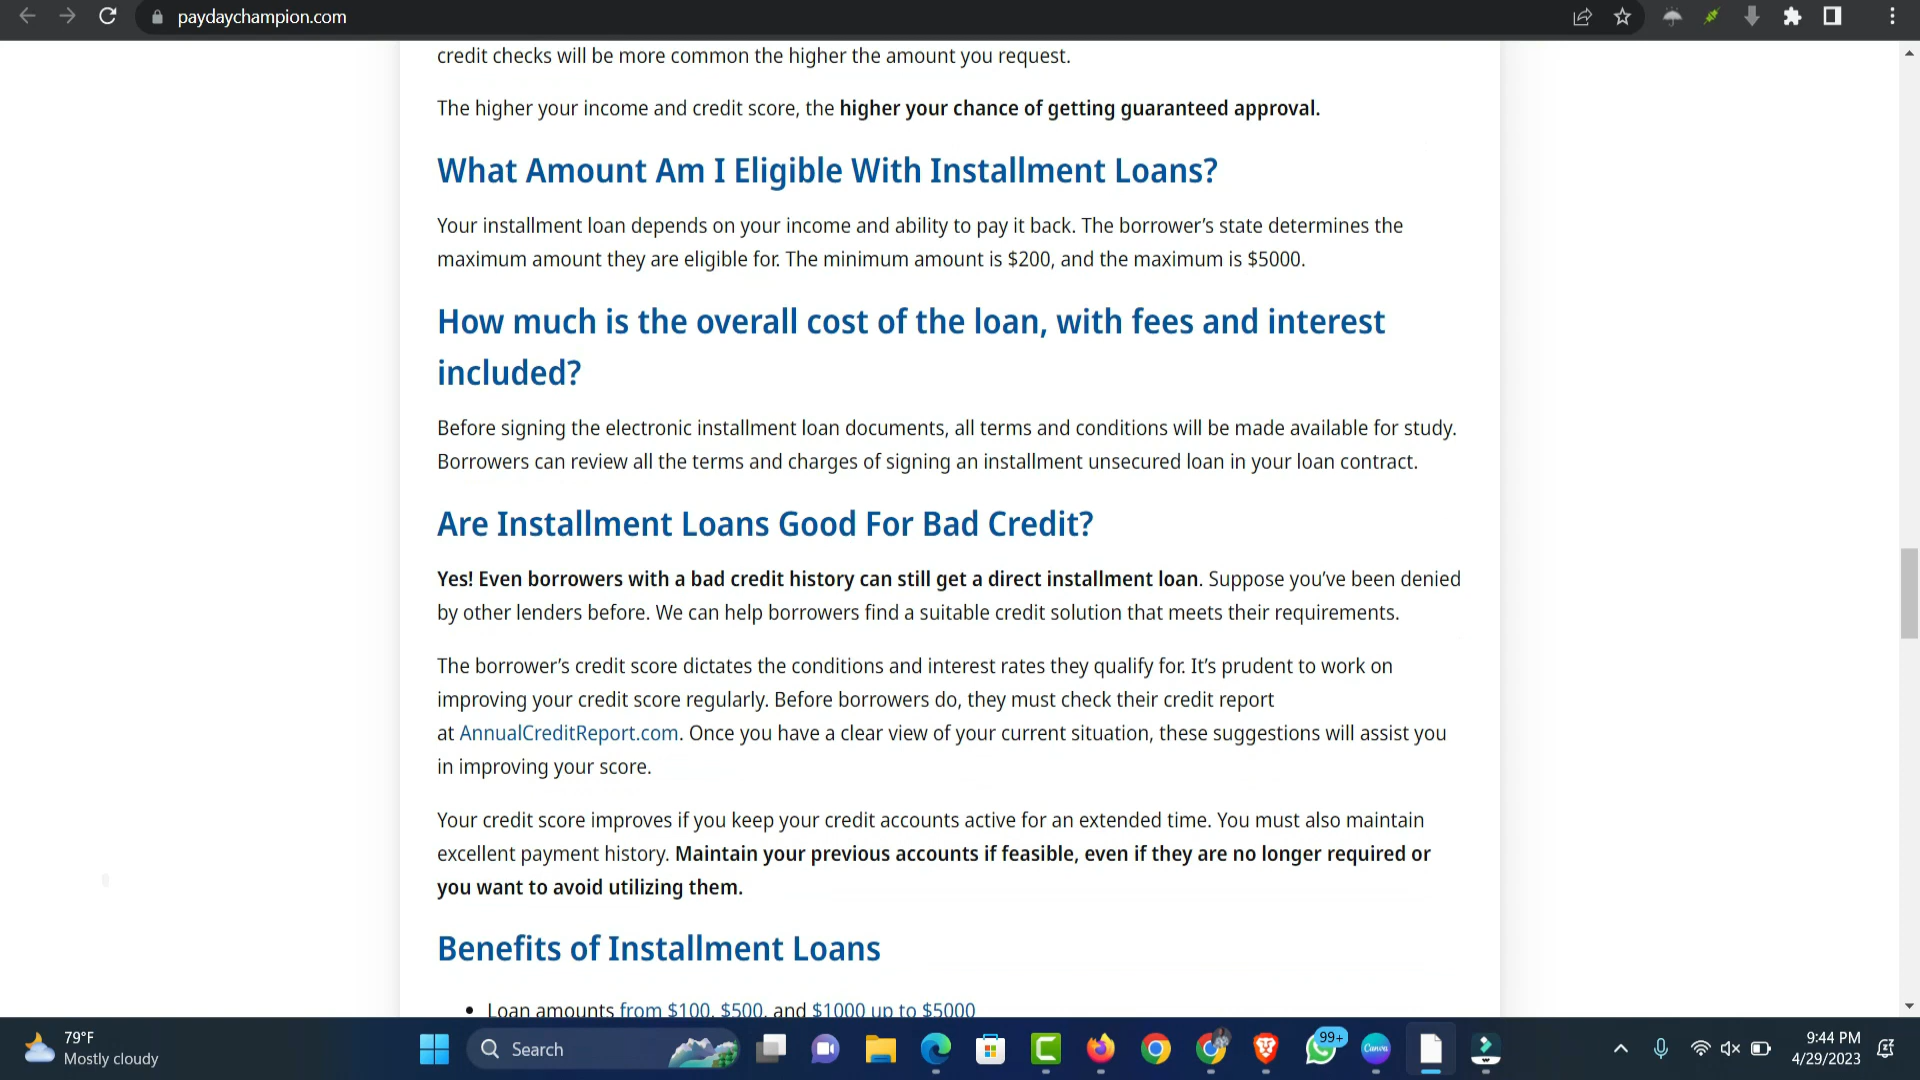 paydaychampion.com
credit checks will be more common the higher the amount you request.
The higher your income and credit score, the higher your chance of getting guaranteed approval.
What Amount Am I Eligible With Installment Loans?
Your installment loan depends on your income and ability to pay it back. The borrower’s state determines the
maximum amount they are eligible for. The minimum amount is $200, and the maximum is $5000.
How much is the overall cost of the loan, with fees and interest
included?
Before signing the electronic installment loan documents, all terms and conditions will be made available for study.
Borrowers can review all the terms and charges of signing an installment unsecured loan in your loan contract.
Are Installment Loans Good For Bad Credit?
Yes! Even borrowers with a bad credit history can still get a direct installment loan. Suppose you’ve been denied
by other lenders before. We can help borrowers find a suitable credit solution that meets their requirements.
The borrower’s credit score dictates the conditions and interest rates they qualify for. It’s prudent to work on
improving your credit score regularly. Before borrowers do, they must check their credit report
at AnnualCreditReport.com. Once you have a clear view of your current situation, these suggestions will assist you
in improving your score.
Your credit score improves if you keep your credit accounts active for an extended time. You must also maintain
excellent payment history. Maintain your previous accounts if feasible, even if they are no longer required or
you want to avoid utilizing them.
Benefits of Installment Loans
• Loan amounts from $100, $500, and $1000 up to $5000
79°F
Mostly cloudy
Search
99+
Canva
9:44 PM
4/29/2023